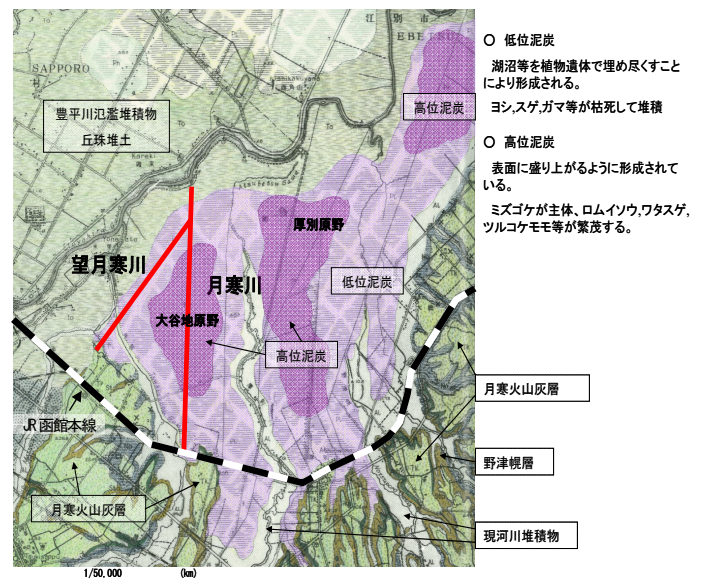 江別市
EBETSU
SAPPORO
豊平川氾濫堆積物
丘珠堆土
高位泥炭
望月寒川
月寒川
厚別原野
低位泥炭
大谷地原野
高位泥炭
JR函館本線
月寒火山灰層
1/50,000 (km)
〇 低位泥炭
湖沼等を植物遺体で埋め尽くすこと
により形成される。
ヨシ,スゲ,ガマ等が枯死して堆積
〇 高位泥炭
表面に盛り上がるように形成されて
いる。
ミズゴケが主体、ロムイソウ,ワタスゲ,
ツルコケモモ等が繁茂する。
月寒火山灰層
野津幌層
現河川堆積物